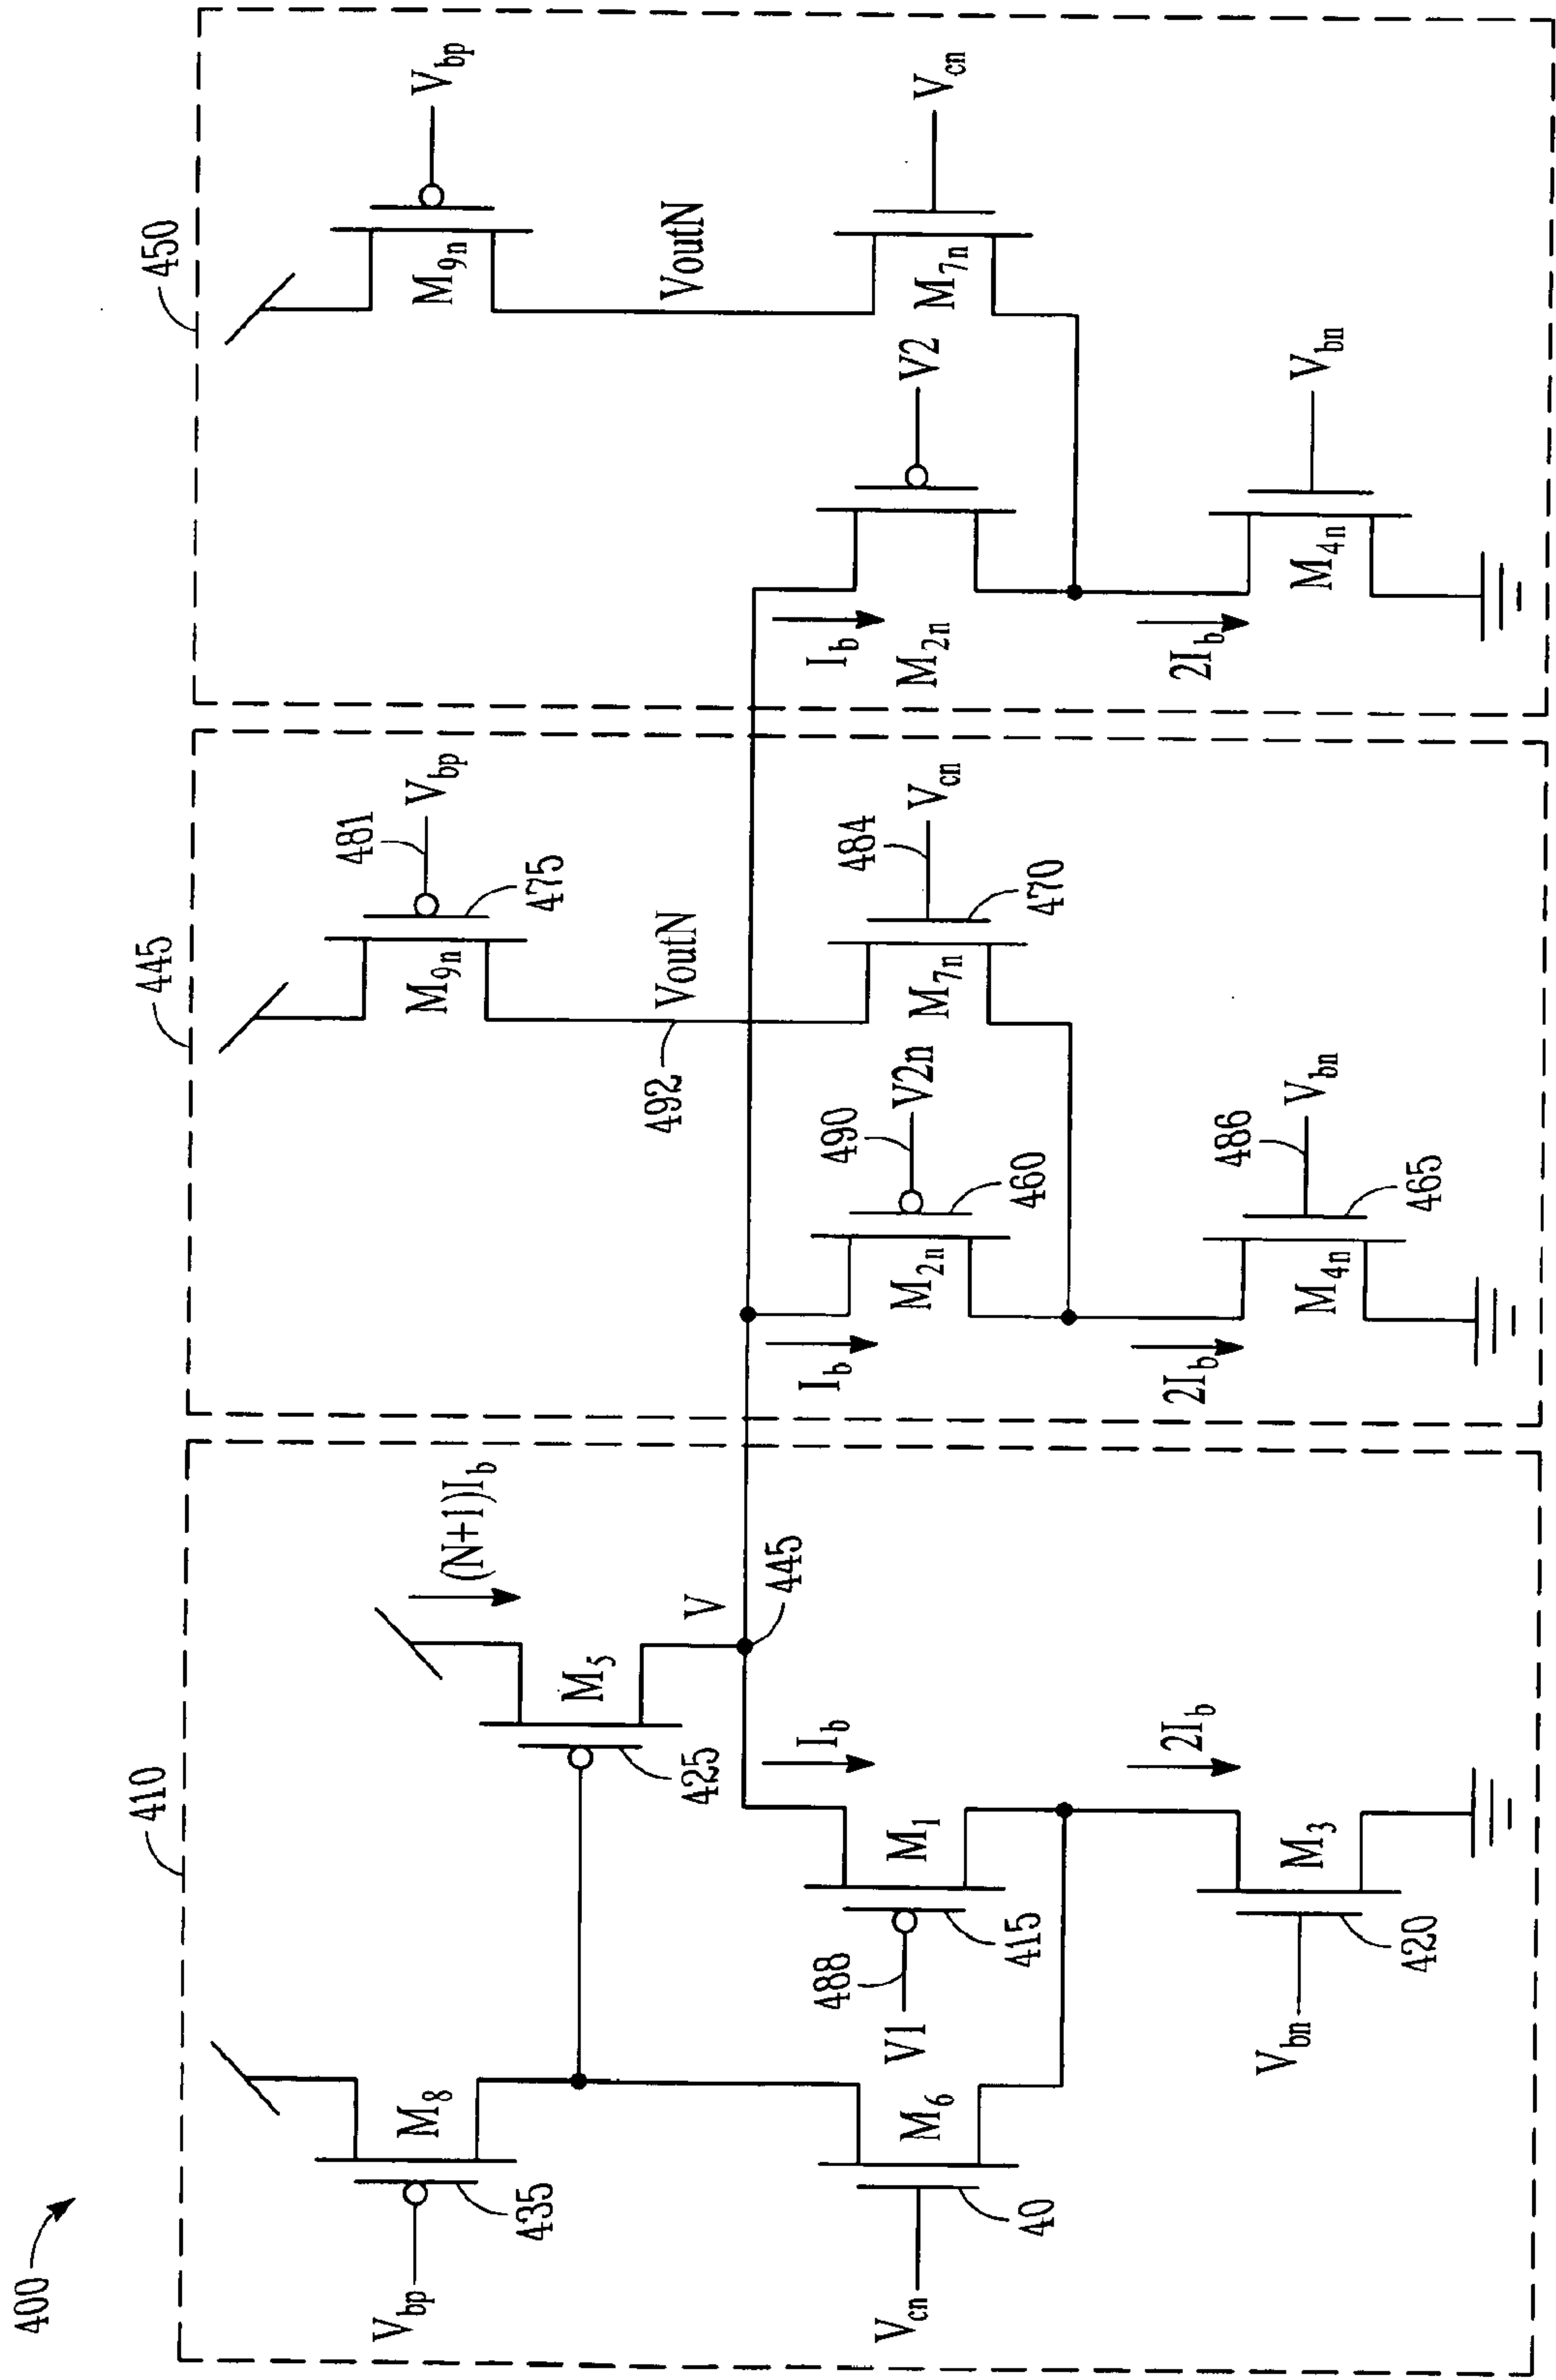 400
410
445
450
V_bp
435
M_8
(N+1)I_b
M_5
425
V
445
V_cn
40
M_6
V1
488
415
M_1
I_b
V_bn
420
M_3
2I_b
M_9n
475
481
V_bp
VoutN
492
I_b
M_2n
460
490
V2n
M_7n
470
484
V_cn
2I_b
M_4n
465
486
V_bn
M_9n
V_bp
VoutN
I_b
M_2n
V2
M_7n
V_cn
2I_b
M_4n
V_bn